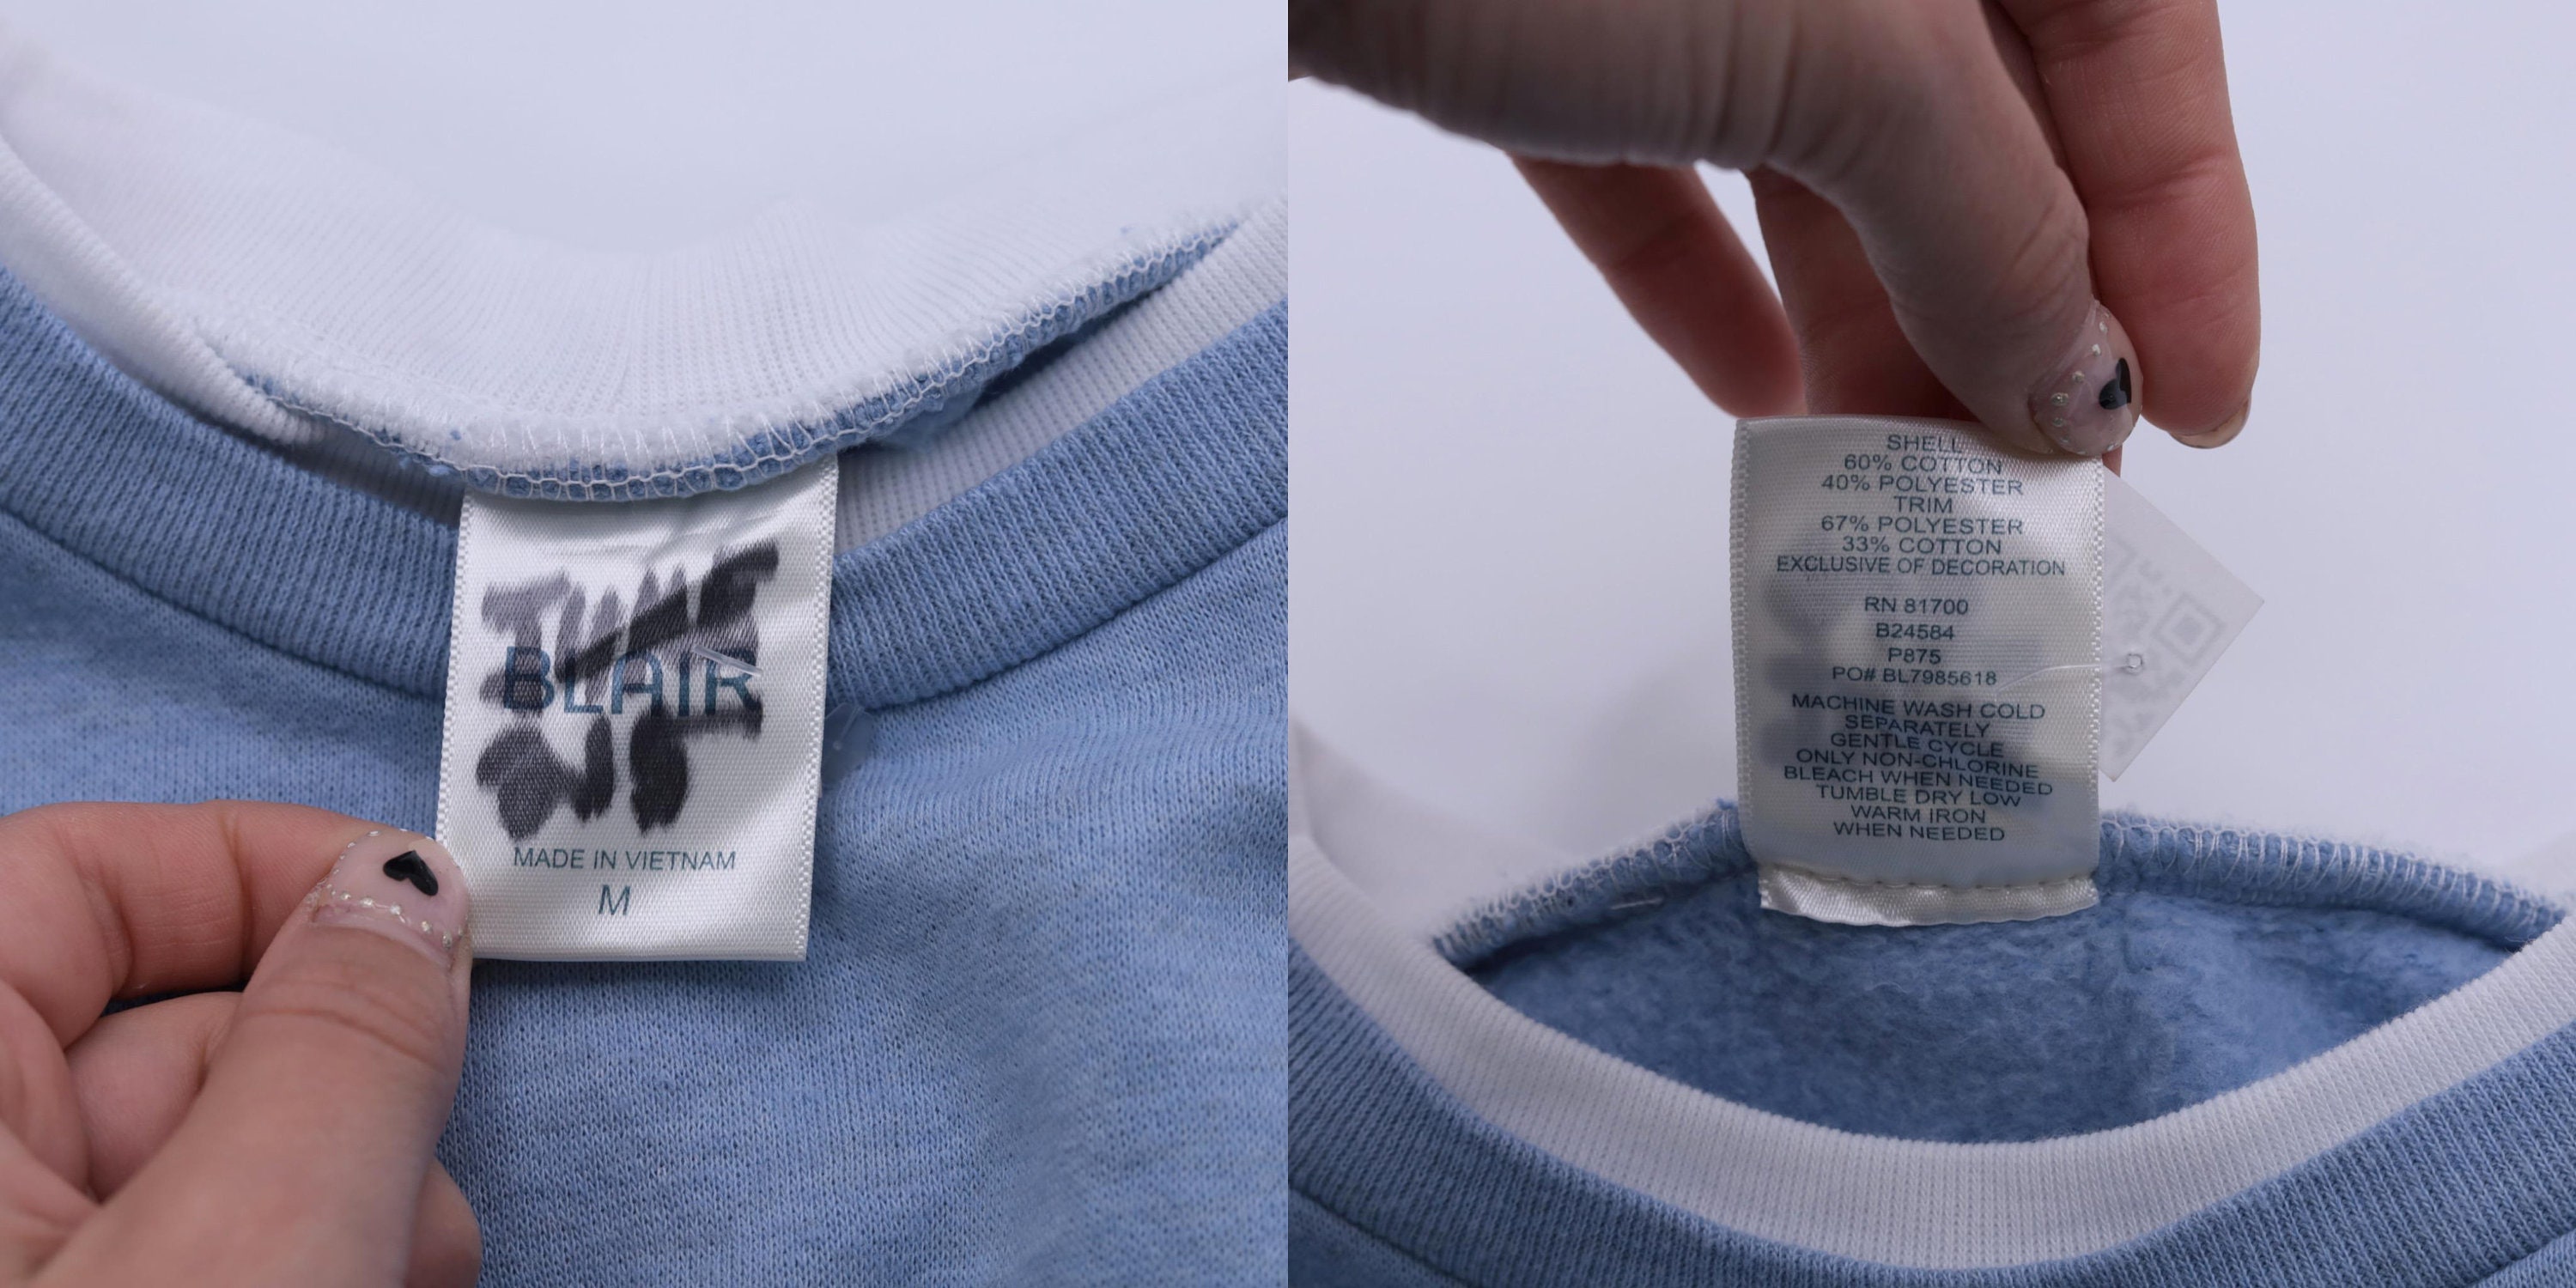 BLAIR
MADE IN VIETNAM
M
SHELL
60% COTTON
40% POLYESTER
TRIM
67% POLYESTER
33% COTTON
EXCLUSIVE OF DECORATION
RN 81700
B24584
P875
PO# BL7985618
MACHINE WASH COLD
SEPARATELY
GENTLE CYCLE
ONLY NON-CHLORINE
BLEACH WHEN NEEDED
TUMBLE DRY LOW
WARM IRON
WHEN NEEDED